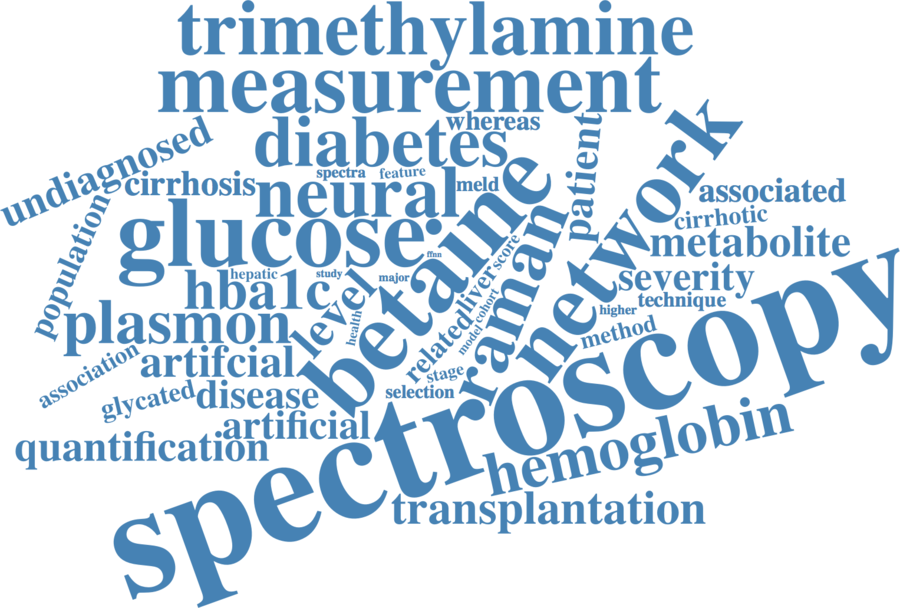 trimethylamine
measurement
whereas
diabetes
undiagnosed
cirrhosis
spectra
feature
neural
meld
patient
network
betaine
associated
cirrhotic
population
glucose
metabolite
raman
score
ffnn
hepatic
study
major
severity
hba1c
level
liver
cohort
technique
higher
plasmon
health
related
model
method
spectroscopy
association
artifcial
stage
glycated
disease
selection
artificial
quantification
hemoglobin
transplantation